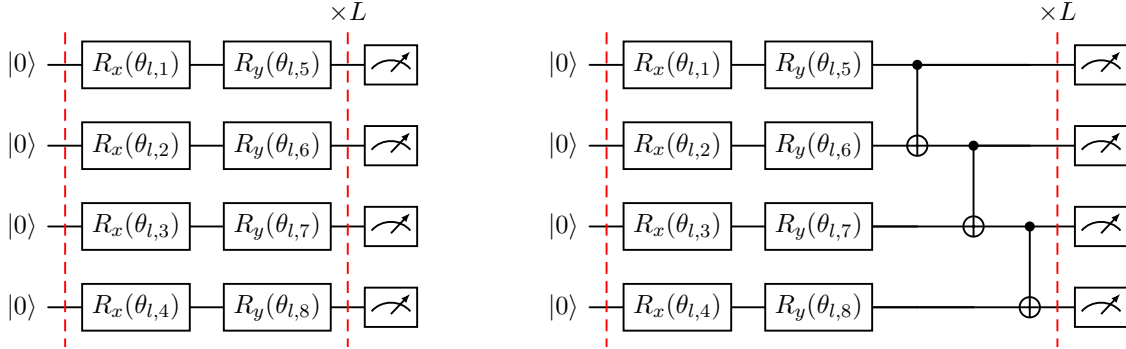 ×L ×L
|0⟩ R_x(θ_{l,1}) R_y(θ_{l,5}) |0⟩ R_x(θ_{l,1}) R_y(θ_{l,5})
|0⟩ R_x(θ_{l,2}) R_y(θ_{l,6}) |0⟩ R_x(θ_{l,2}) R_y(θ_{l,6})
|0⟩ R_x(θ_{l,3}) R_y(θ_{l,7}) |0⟩ R_x(θ_{l,3}) R_y(θ_{l,7})
|0⟩ R_x(θ_{l,4}) R_y(θ_{l,8}) |0⟩ R_x(θ_{l,4}) R_y(θ_{l,8})